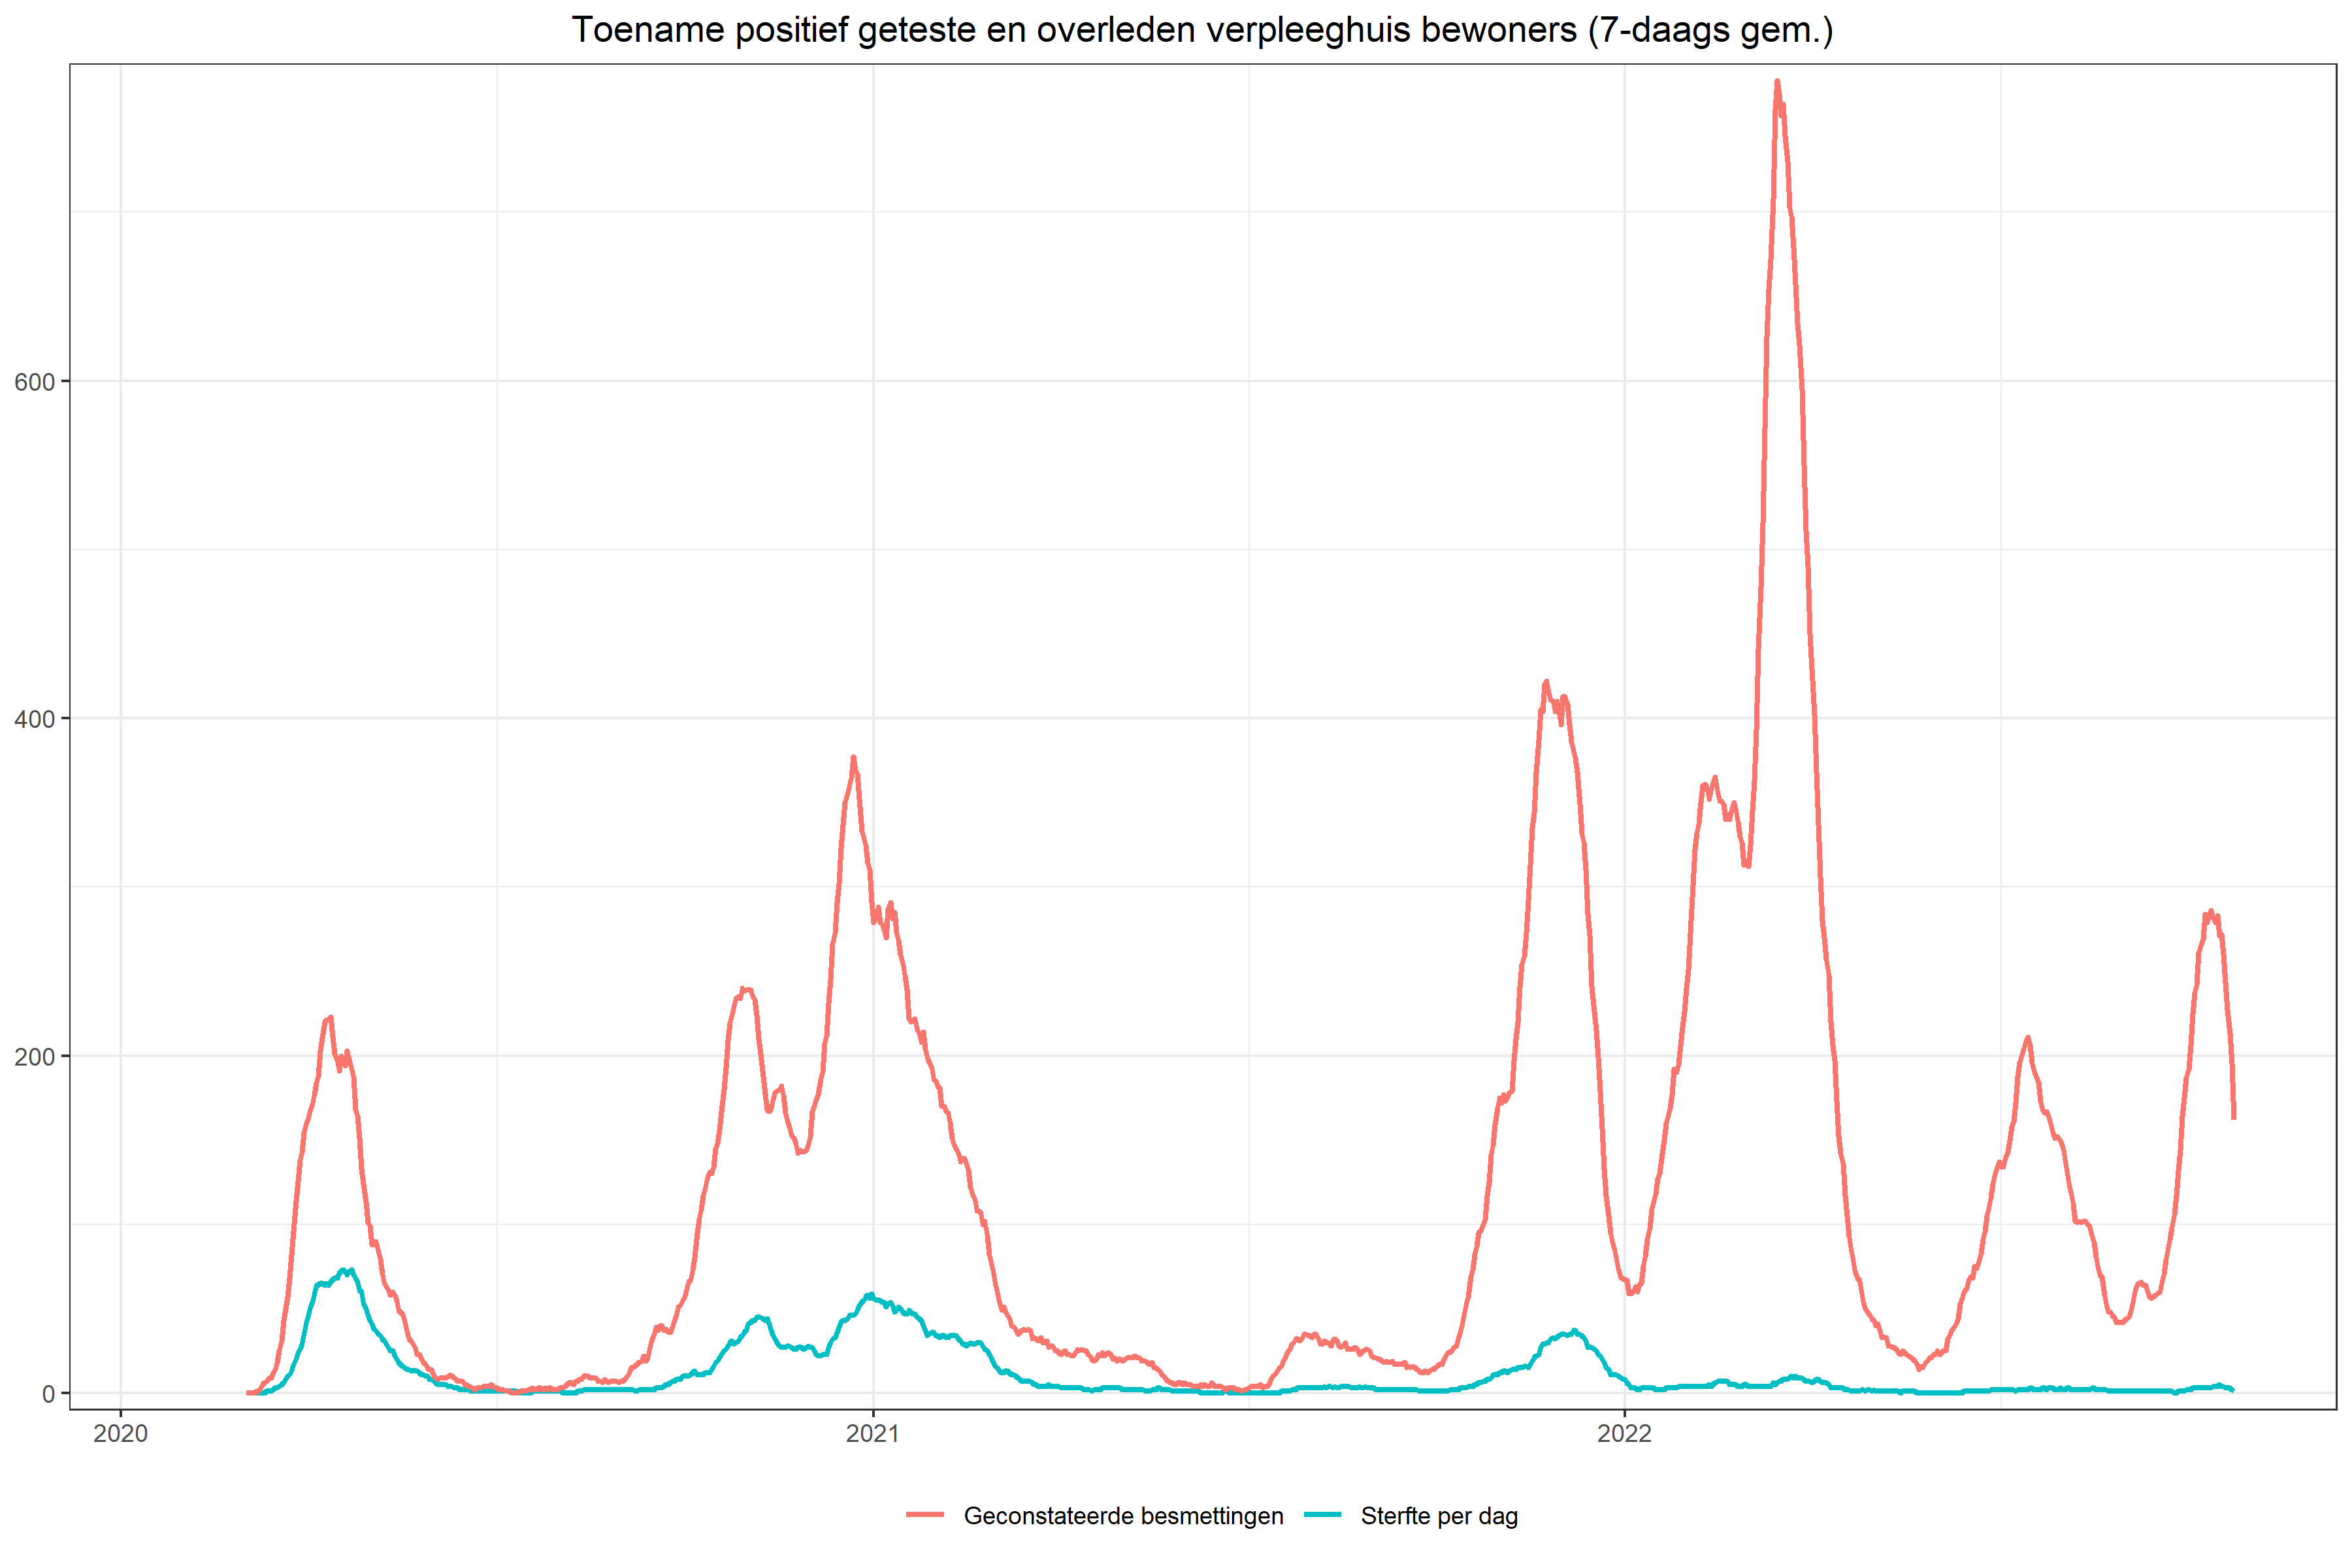 Toename positief geteste en overleden verpleeghuis bewoners (7-daags gem.)
600
400
200
0
2020 2021 2022
Geconstateerde besmettingen Sterfte per dag